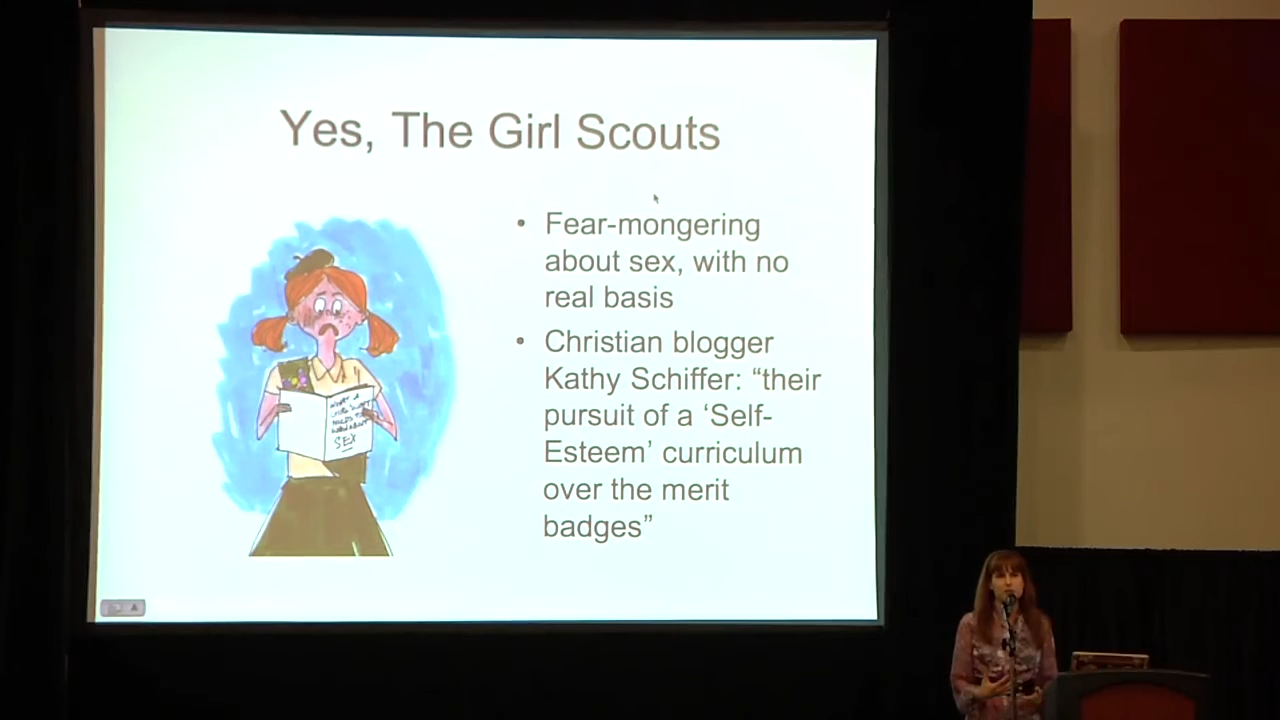 Yes, The Girl Scouts
• Fear-mongering
about sex, with no
real basis
• Christian blogger
Kathy Schiffer: “their
pursuit of a ‘Self-
Esteem’ curriculum
over the merit
badges”
SEX